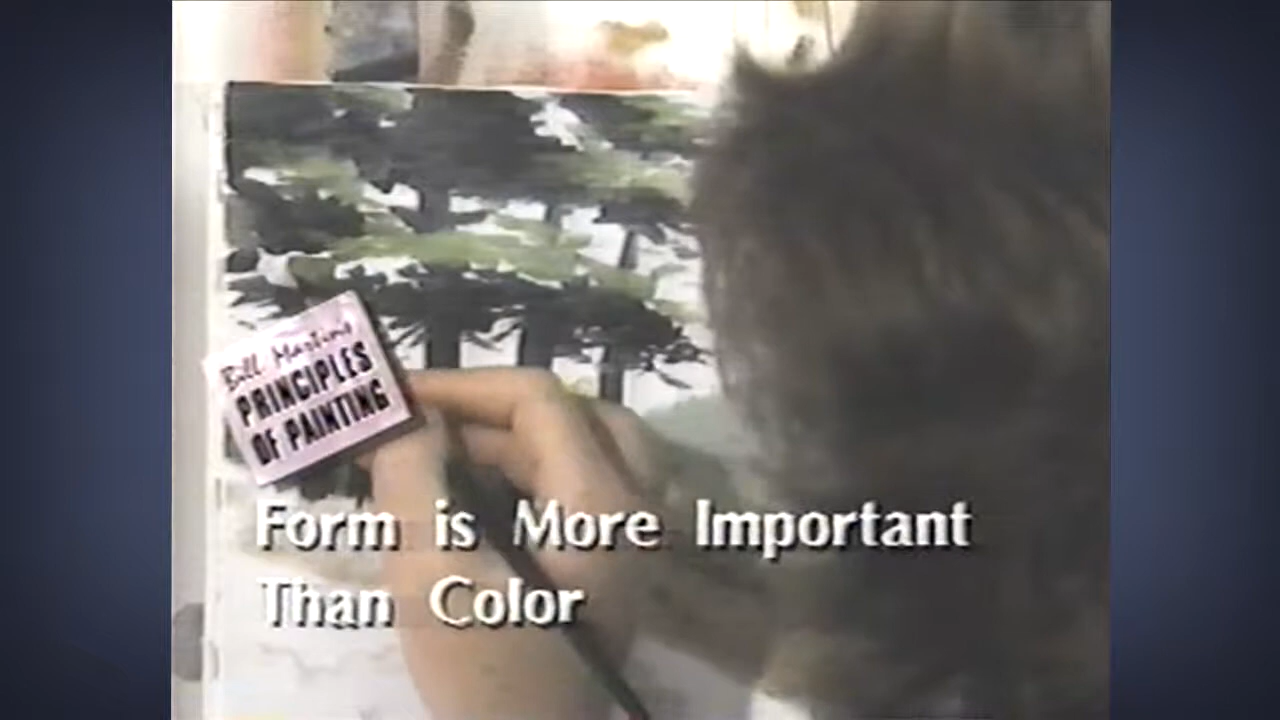 Bill Martin's
PRINCIPLES
OF PAINTING
Form is More Important
Than Color